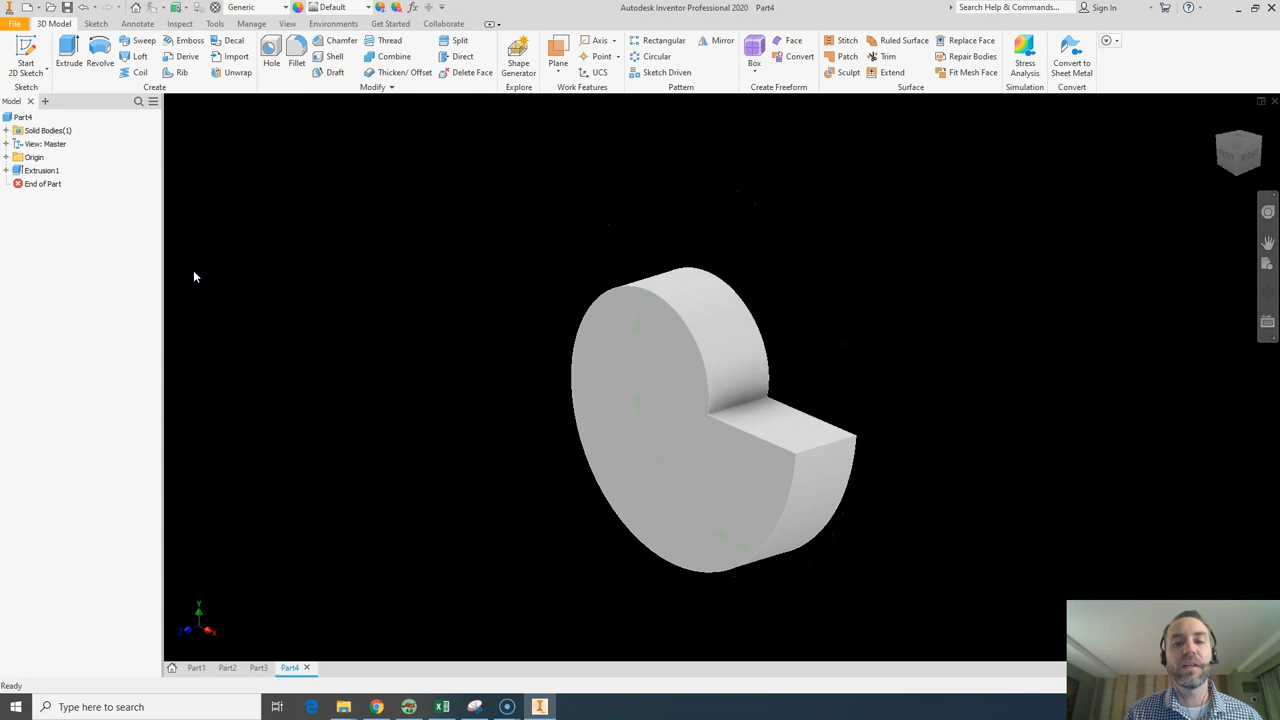 Generic Default Autodesk Inventor Professional 2020 Part4 Search Help & Commands... Sign In
File 3D Model Sketch Annotate Inspect Tools Manage View Environments Get Started Collaborate
Start 2D Sketch
Extrude
Revolve
Sweep Emboss Decal
Loft Derive Import
Coil Rib Unwrap
Hole
Fillet
Chamfer Thread Split
Shell Combine Direct
Draft Thicken/ Offset Delete Face
Shape Generator
Plane
Axis
Point
UCS
Rectangular Mirror
Circular
Sketch Driven
Box
Face
Convert
Stitch Ruled Surface Replace Face
Patch Trim Repair Bodies
Sculpt Extend Fit Mesh Face
Stress Analysis
Convert to Sheet Metal
Sketch Create Modify Explore Work Features Pattern Create Freeform Surface Simulation Convert
Model
Part4
Solid Bodies(1)
View: Master
Origin
Extrusion1
End of Part
RIGHT
Y
Z
X
Part1 Part2 Part3 Part4
Ready
Type here to search